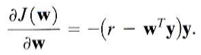 ∂J(w)/∂w = −(r − wᵀy)y.